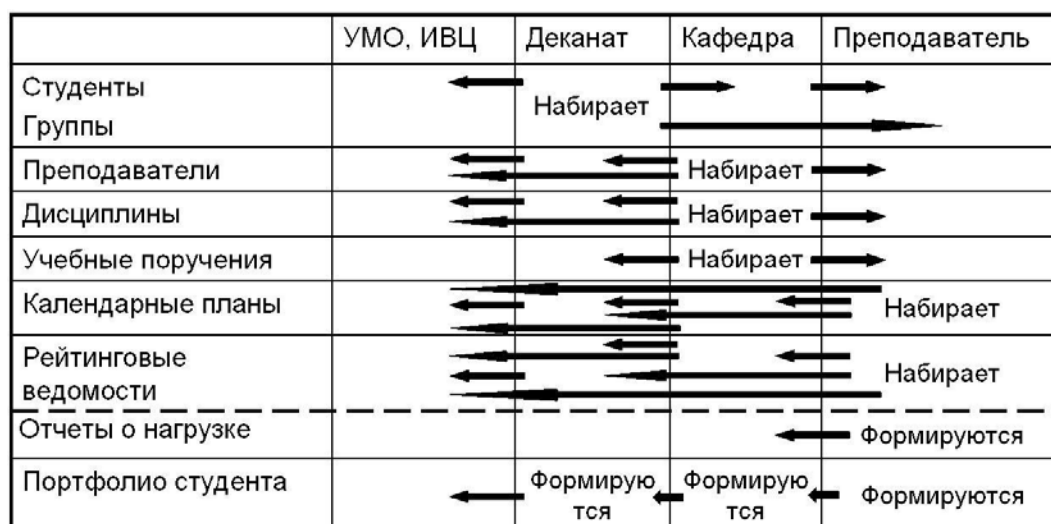 УМО, ИВЦ Деканат Кафедра Преподаватель
Студенты
Набирает
Группы
Преподаватели Набирает
Дисциплины Набирает
Учебные поручения Набирает
Календарные планы Набирает
Рейтинговые
ведомости Набирает
Отчеты о нагрузке Формируются
Портфолио студента Формирую Формирую Формируются
тся тся